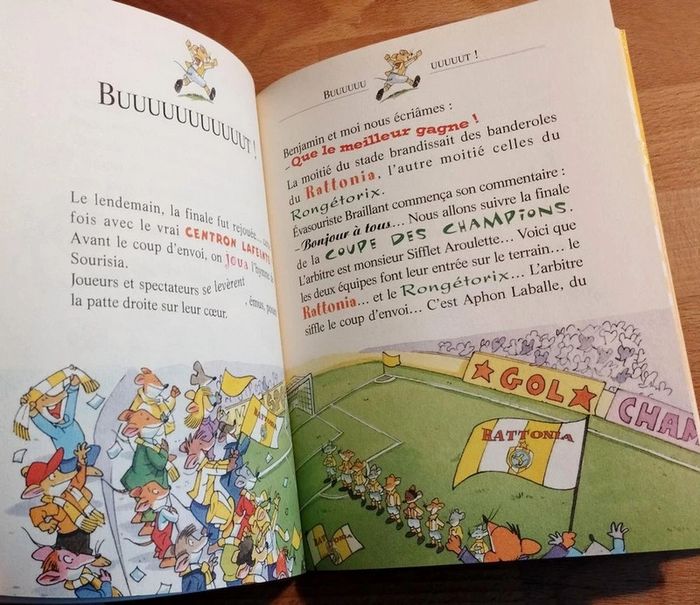 BUUUUUUUUUUUT !
Le lendemain, la finale fut rejouée...
fois avec le vrai CENTRON LAFEINTE
Avant le coup d'envoi, on joua l'hymne
Sourisia.
Joueurs et spectateurs se levèrent , émus, pour
la patte droite sur leur cœur.
BUUUUU UUUUUT !
Benjamin et moi nous écriâmes :
–Que le meilleur gagne !
La moitié du stade brandissait des banderoles
du Rattonia, l'autre moitié celles du
Rongétorix.
Évasouriste Braillant commença son commentaire :
–Bonjour à tous... Nous allons suivre la finale
de la COUPE DES CHAMPIONS.
L'arbitre est monsieur Sifflet Aroulette... Voici que
les deux équipes font leur entrée sur le terrain... le
Rattonia... et le Rongétorix... L'arbitre
siffle le coup d'envoi... C'est Aphon Laballe, du
GOL
CHAM
RATTONIA
RATTONIA